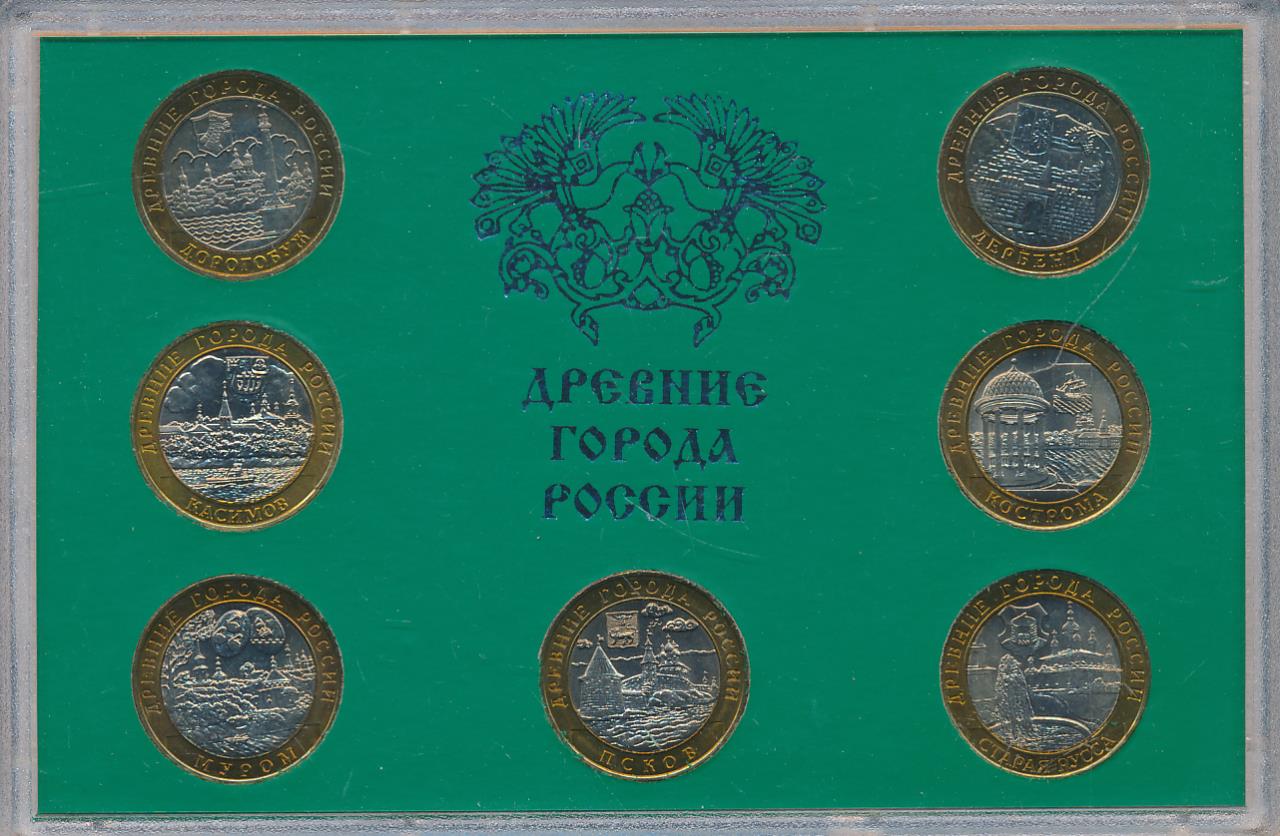 ДРЕВНИЕ ГОРОДА РОССИИ
ДОРОГОБУЖ
ДРЕВНИЕ ГОРОДА РОССИИ
ДЕРБЕНТ
ДРЕВНИЕ
ГОРОДА
РОССИИ
ДРЕВНИЕ ГОРОДА РОССИИ
КАСИМОВ
ДРЕВНИЕ ГОРОДА РОССИИ
КОСТРОМА
ДРЕВНИЕ ГОРОДА РОССИИ
МУРОМ
ДРЕВНИЕ ГОРОДА РОССИИ
ПСКОВ
ДРЕВНИЕ ГОРОДА РОССИИ
СТАРАЯ РУССА